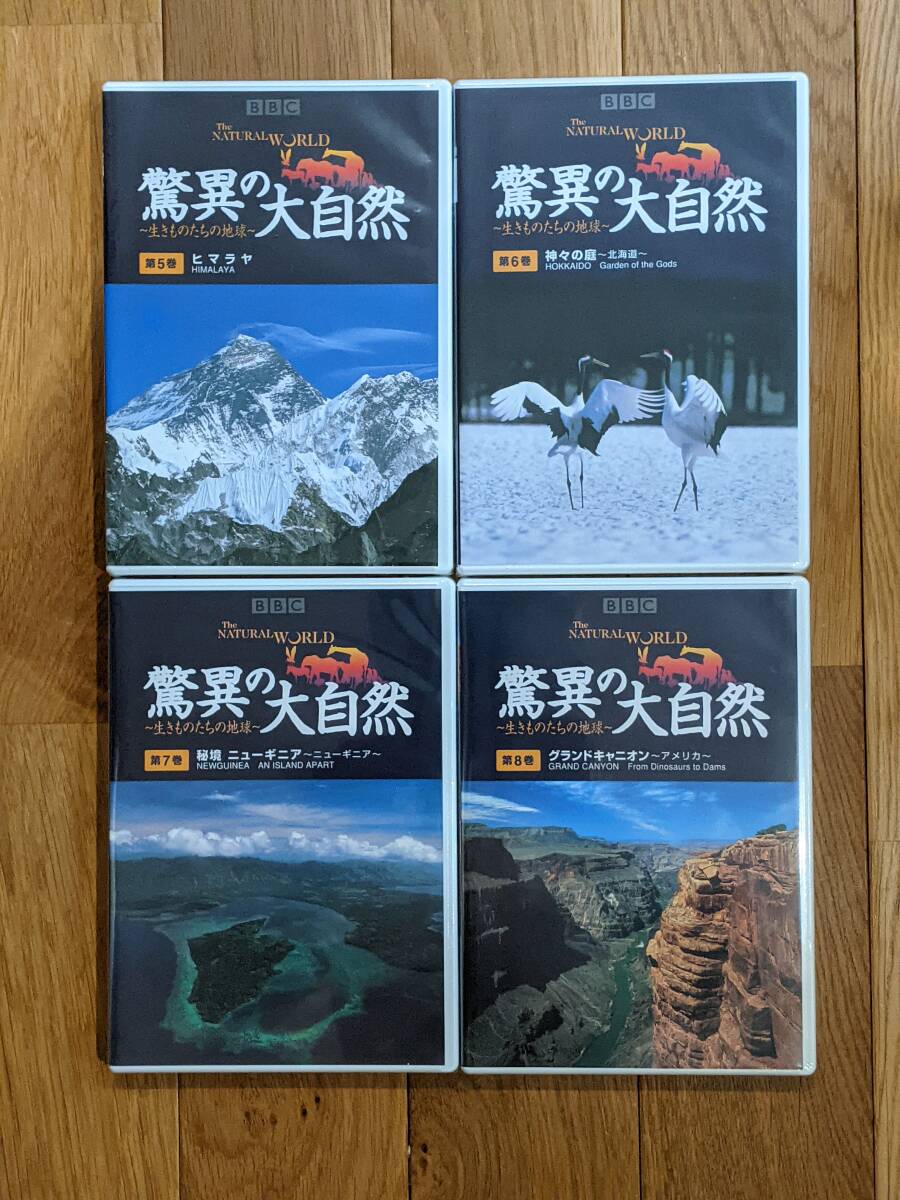 BBC
The
NATURAL WORLD
驚異の
大自然
~生きものたちの地球~
第5巻 ヒマラヤ
HIMALAYA
BBC
The
NATURAL WORLD
驚異の
大自然
~生きものたちの地球~
第6巻 神々の庭~北海道~
HOKKAIDO Garden of the Gods
BBC
The
NATURAL WORLD
驚異の
大自然
~生きものたちの地球~
第7巻 秘境 ニューギニア~ニューギニア~
NEWGUINEA AN ISLAND APART
BBC
The
NATURAL WORLD
驚異の
大自然
~生きものたちの地球~
第8巻 グランドキャニオン~アメリカ~
GRAND CANYON From Dinosaurs to Dams